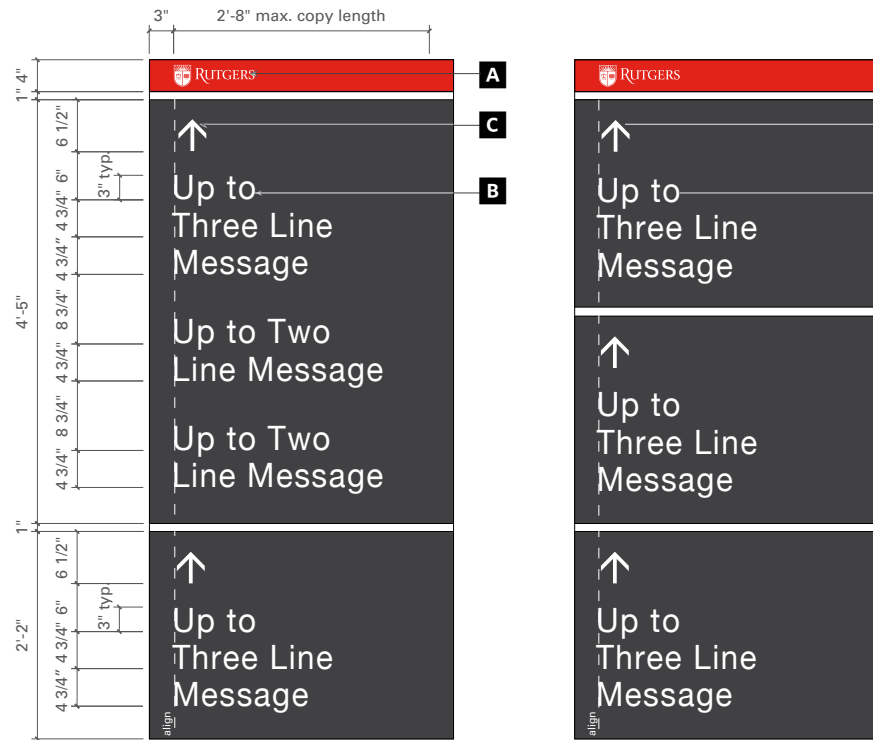 3" 2'-8" max. copy length
1" 4"
RUTGERS
A
RUTGERS
6 1/2"
C
3" typ.
6"
Up to
B
Up to
4 3/4"
Three Line
Three Line
4 3/4"
Message
Message
4'-5"
8 3/4"
Up to Two
4 3/4"
Line Message
Up to
8 3/4"
Three Line
Up to Two
Message
4 3/4"
Line Message
1"
6 1/2"
3" typ.
6"
Up to
Up to
2'-2"
4 3/4"
Three Line
Three Line
4 3/4"
Message
Message
align
align